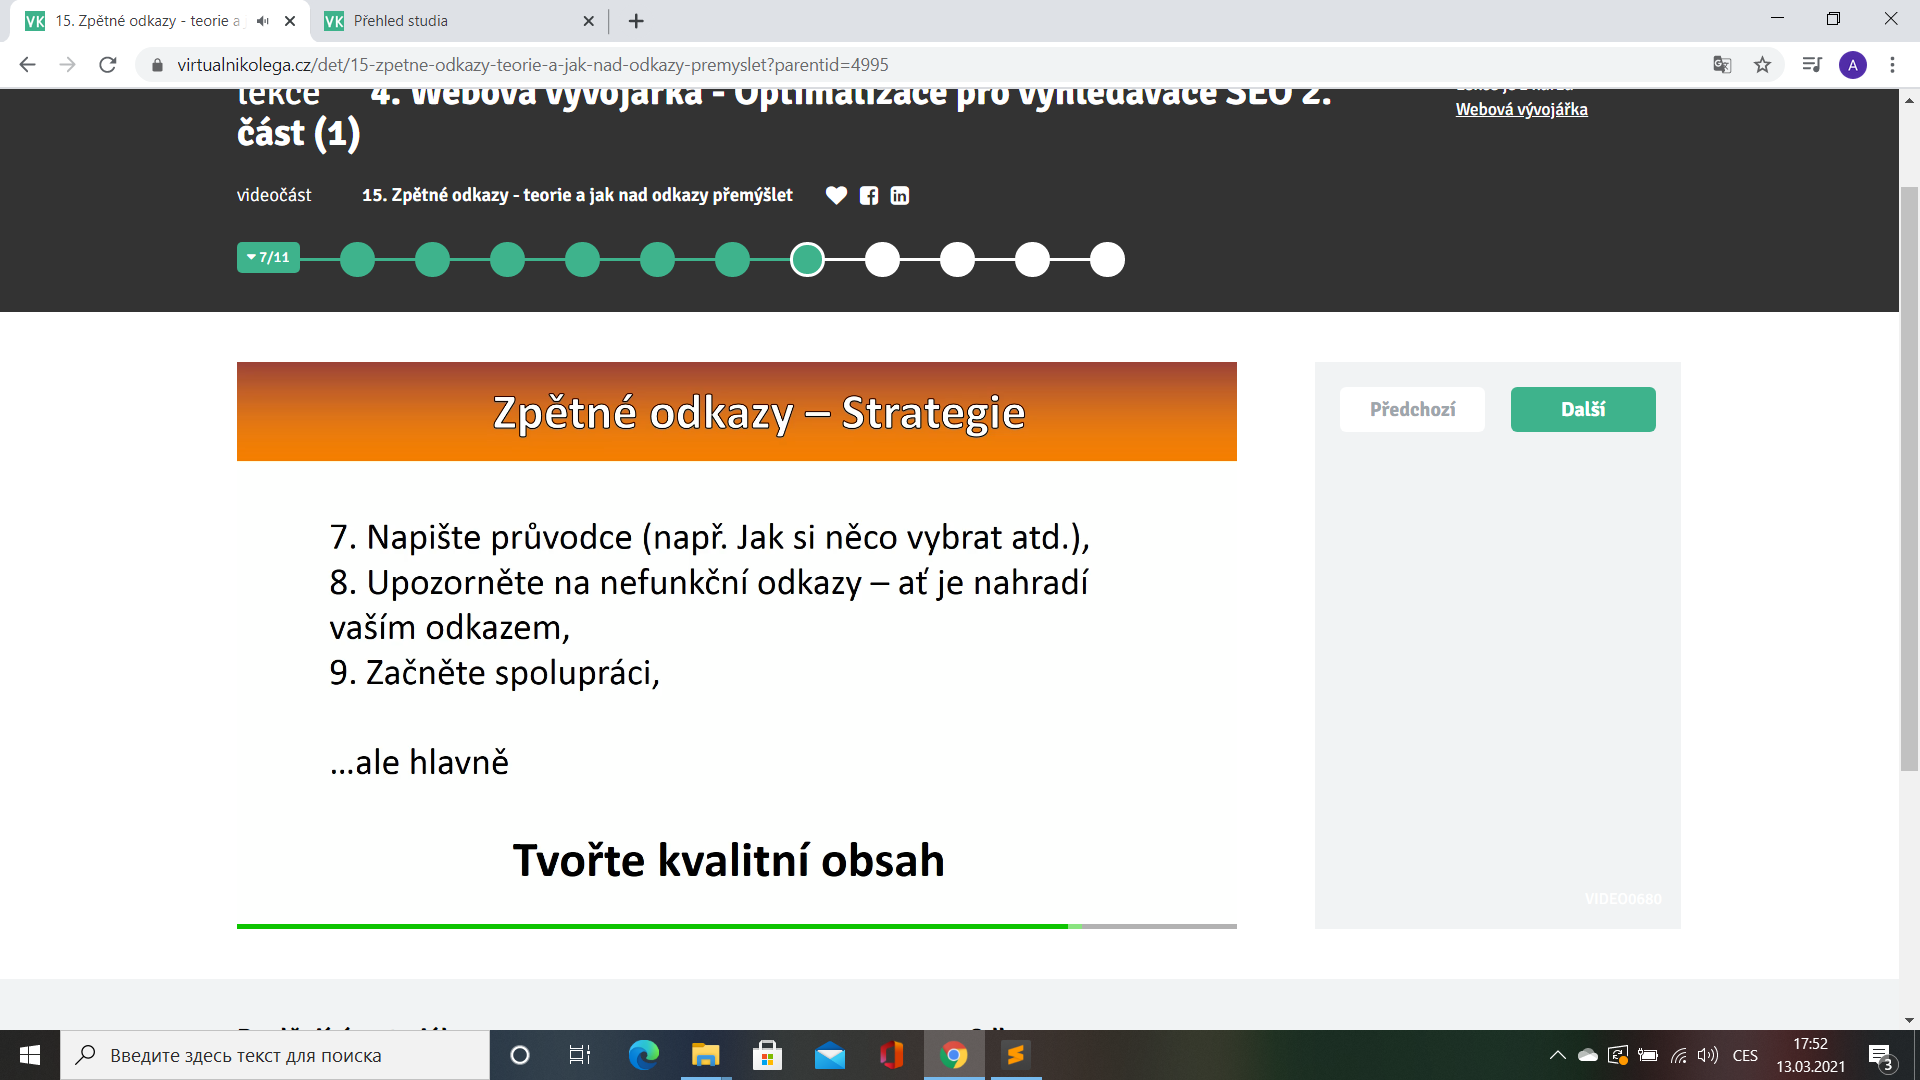 15. Zpětné odkazy - teorie a
Přehled studia
virtualnikolega.cz/det/15-zpetne-odkazy-teorie-a-jak-nad-odkazy-premyslet?parentid=4995
A
lekce 4. Webová vývojářka - Optimalizace pro vyhledávače SEO 2.
část (1)
Webová vývojářka
videočást 15. Zpětné odkazy - teorie a jak nad odkazy přemýšlet
7/11
Zpětné odkazy – Strategie
Předchozí
Další
7. Napište průvodce (např. Jak si něco vybrat atd.),
8. Upozorněte na nefunkční odkazy – ať je nahradí
vaším odkazem,
9. Začněte spolupráci,
...ale hlavně
Tvořte kvalitní obsah
VIDEO0680
Введите здесь текст для поиска
CES
17:52
13.03.2021
3